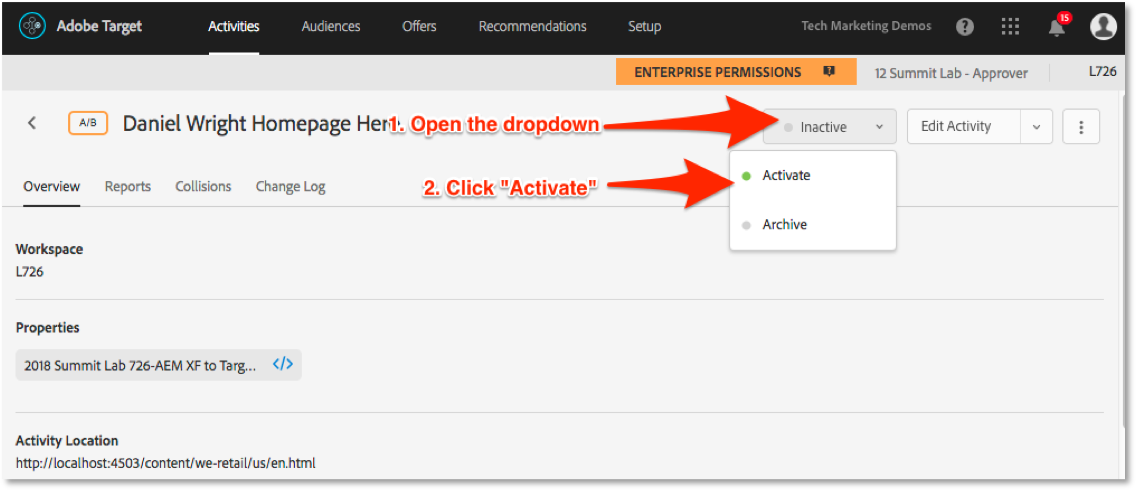 Adobe Target Activities Audiences Offers Recommendations Setup Tech Marketing Demos 15
ENTERPRISE PERMISSIONS 12 Summit Lab - Approver L726
A/B Daniel Wright Homepage Hero 1. Open the dropdown Inactive Edit Activity
Overview Reports Collisions Change Log 2. Click "Activate" Activate
Archive
Workspace
L726
Properties
2018 Summit Lab 726-AEM XF to Targ... </>
Activity Location
http://localhost:4503/content/we-retail/us/en.html